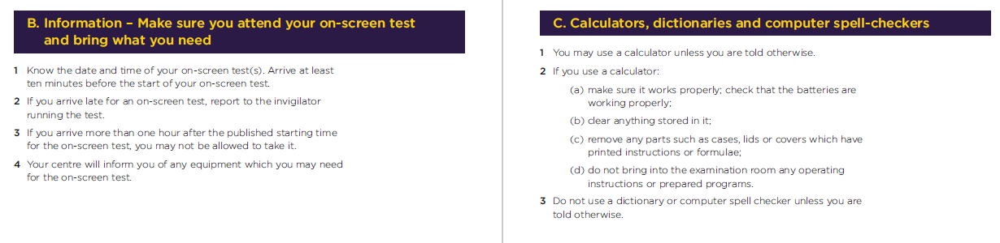 B. Information – Make sure you attend your on-screen test
and bring what you need
1 Know the date and time of your on-screen test(s). Arrive at least
ten minutes before the start of your on-screen test.
2 If you arrive late for an on-screen test, report to the invigilator
running the test.
3 If you arrive more than one hour after the published starting time
for the on-screen test, you may not be allowed to take it.
4 Your centre will inform you of any equipment which you may need
for the on-screen test.
C. Calculators, dictionaries and computer spell-checkers
1 You may use a calculator unless you are told otherwise.
2 If you use a calculator:
(a) make sure it works properly; check that the batteries are
working properly;
(b) clear anything stored in it;
(c) remove any parts such as cases, lids or covers which have
printed instructions or formulae;
(d) do not bring into the examination room any operating
instructions or prepared programs.
3 Do not use a dictionary or computer spell checker unless you are
told otherwise.